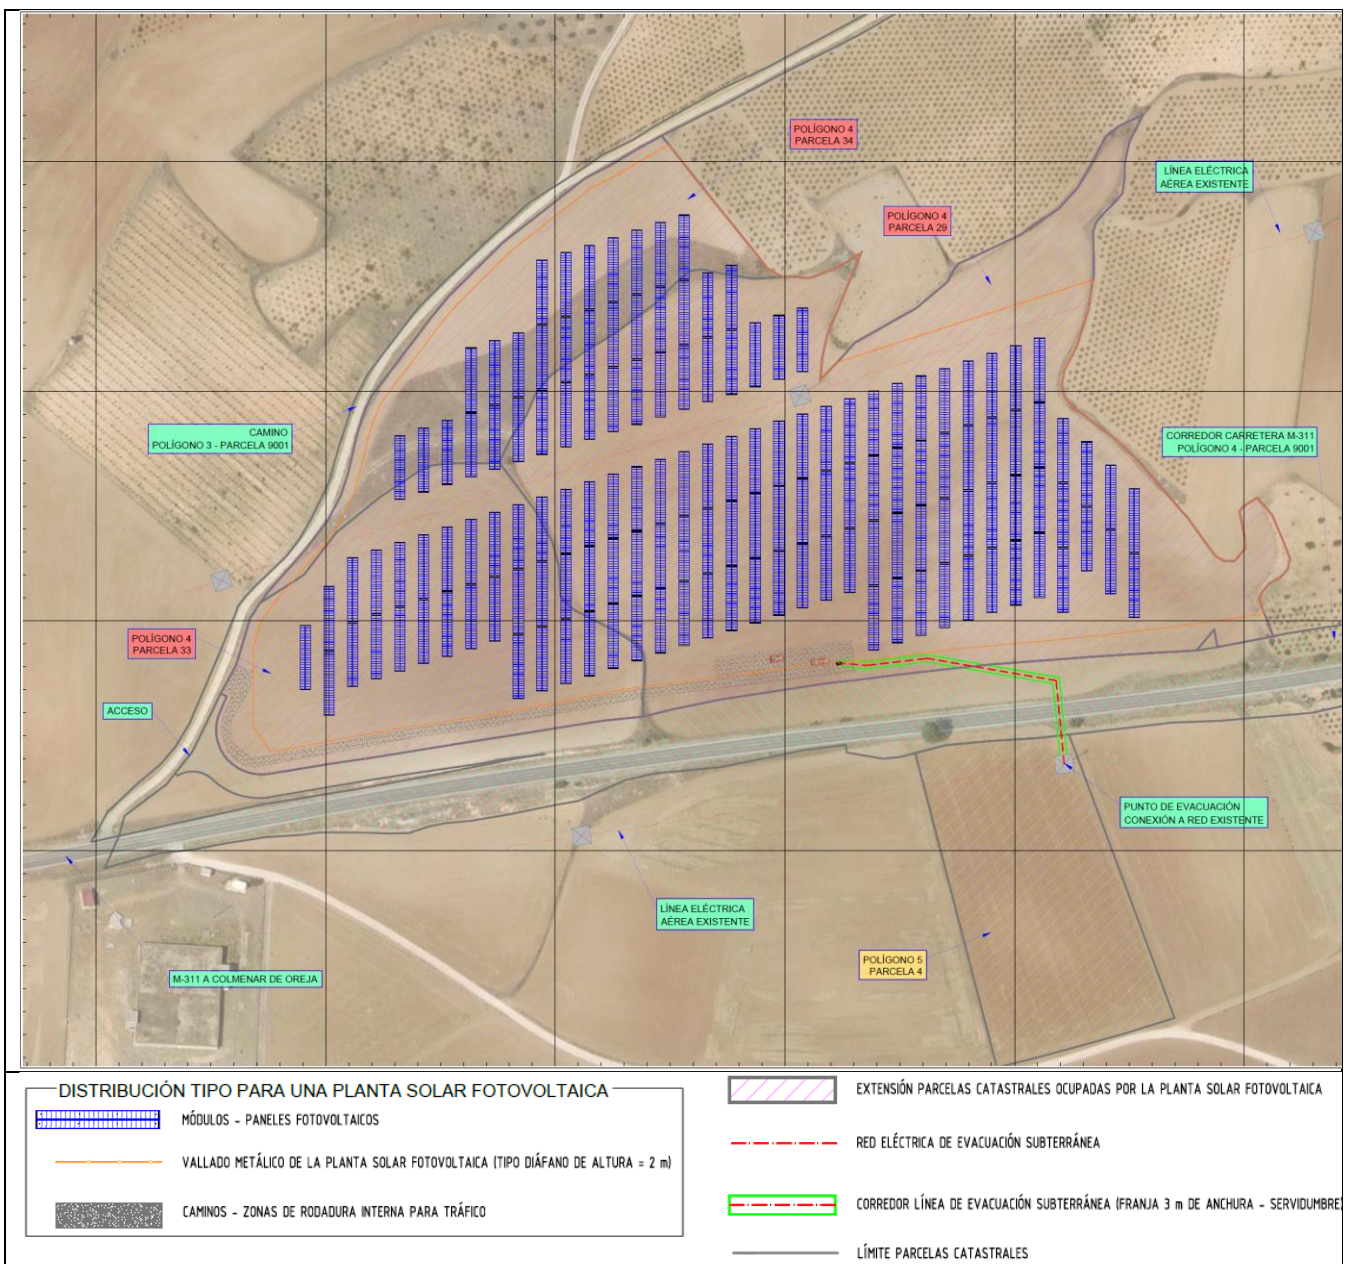 POLÍGONO 4
PARCELA 34
LÍNEA ELÉCTRICA
AÉREA EXISTENTE
POLÍGONO 4
PARCELA 29
CAMINO
POLÍGONO 3 - PARCELA 9001
CORREDOR CARRETERA M-311
POLÍGONO 4 - PARCELA 9001
POLÍGONO 4
PARCELA 33
ACCESO
PUNTO DE EVACUACIÓN
CONEXIÓN A RED EXISTENTE
LÍNEA ELÉCTRICA
AÉREA EXISTENTE
POLÍGONO 5
PARCELA 4
M-311 A COLMENAR DE OREJA
DISTRIBUCIÓN TIPO PARA UNA PLANTA SOLAR FOTOVOLTAICA
MÓDULOS - PANELES FOTOVOLTAICOS
VALLADO METÁLICO DE LA PLANTA SOLAR FOTOVOLTAICA (TIPO DIÁFANO DE ALTURA = 2 m)
CAMINOS - ZONAS DE RODADURA INTERNA PARA TRÁFICO
EXTENSIÓN PARCELAS CATASTRALES OCUPADAS POR LA PLANTA SOLAR FOTOVOLTAICA
RED ELÉCTRICA DE EVACUACIÓN SUBTERRÁNEA
CORREDOR LÍNEA DE EVACUACIÓN SUBTERRÁNEA (FRANJA 3 m DE ANCHURA - SERVIDUMBRE)
LÍMITE PARCELAS CATASTRALES